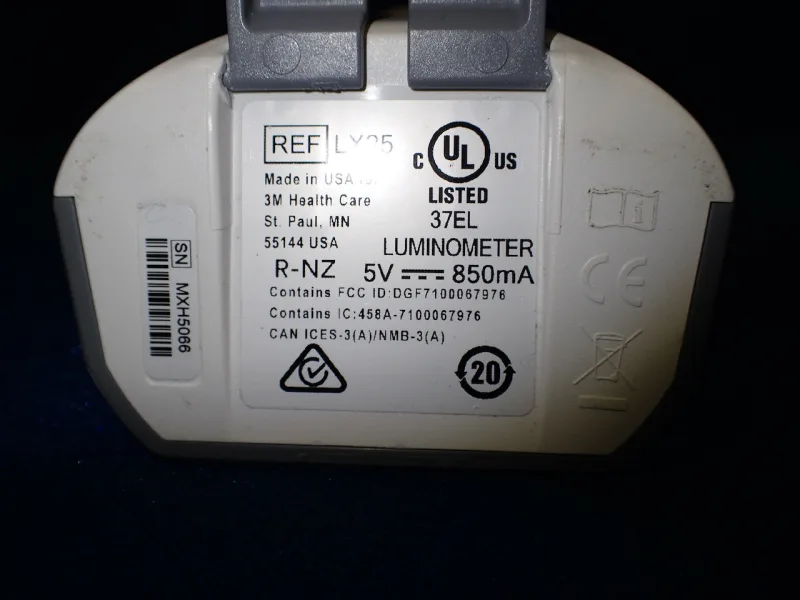 REF
C UL US
LISTED
37EL
Made in USA
3M Health Care
St. Paul, MN
55144 USA
LUMINOMETER
R-NZ 5V 850mA
Contains FCC ID:DGF7100067976
Contains IC:458A-7100067976
CAN ICES-3(A)/NMB-3(A)
20
SN MXH5066
i
CE